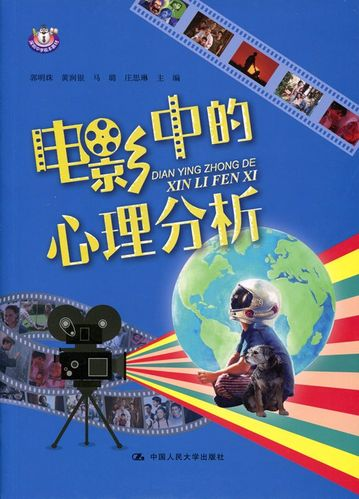 郭明珠 黄润银 马 璐 庄思琳 主 编
电影中的
DIAN YING ZHONG DE
XIN LI FEN XI
心理分析
中国人民大学出版社